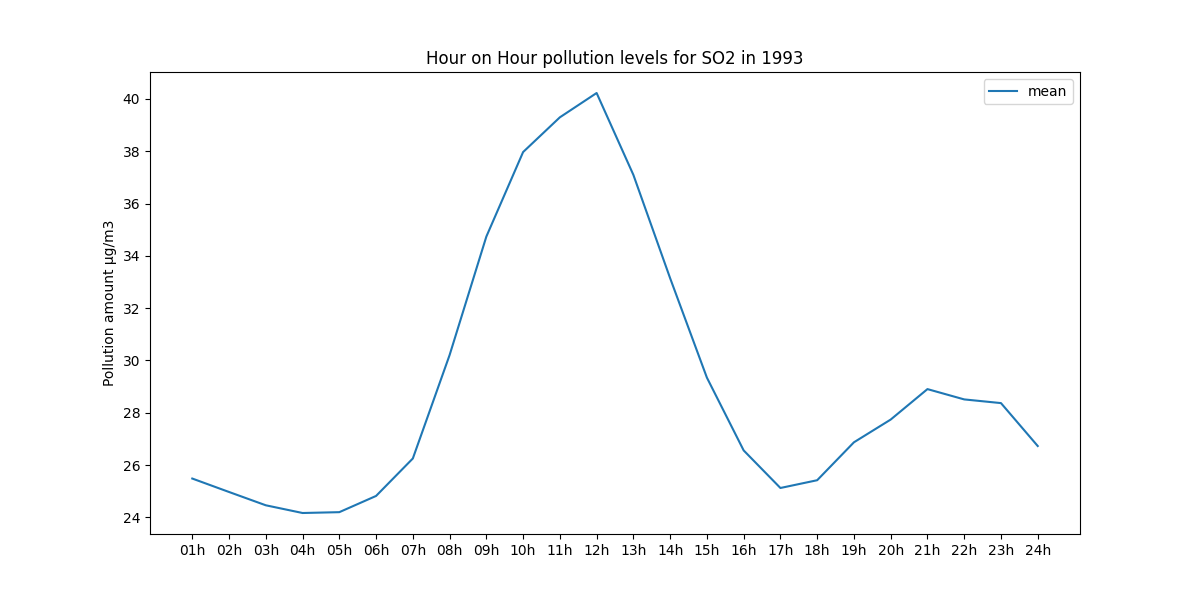 Hour on Hour pollution levels for SO2 in 1993
mean
Pollution amount µg/m3
40
38
36
34
32
30
28
26
24
01h 02h 03h 04h 05h 06h 07h 08h 09h 10h 11h 12h 13h 14h 15h 16h 17h 18h 19h 20h 21h 22h 23h 24h